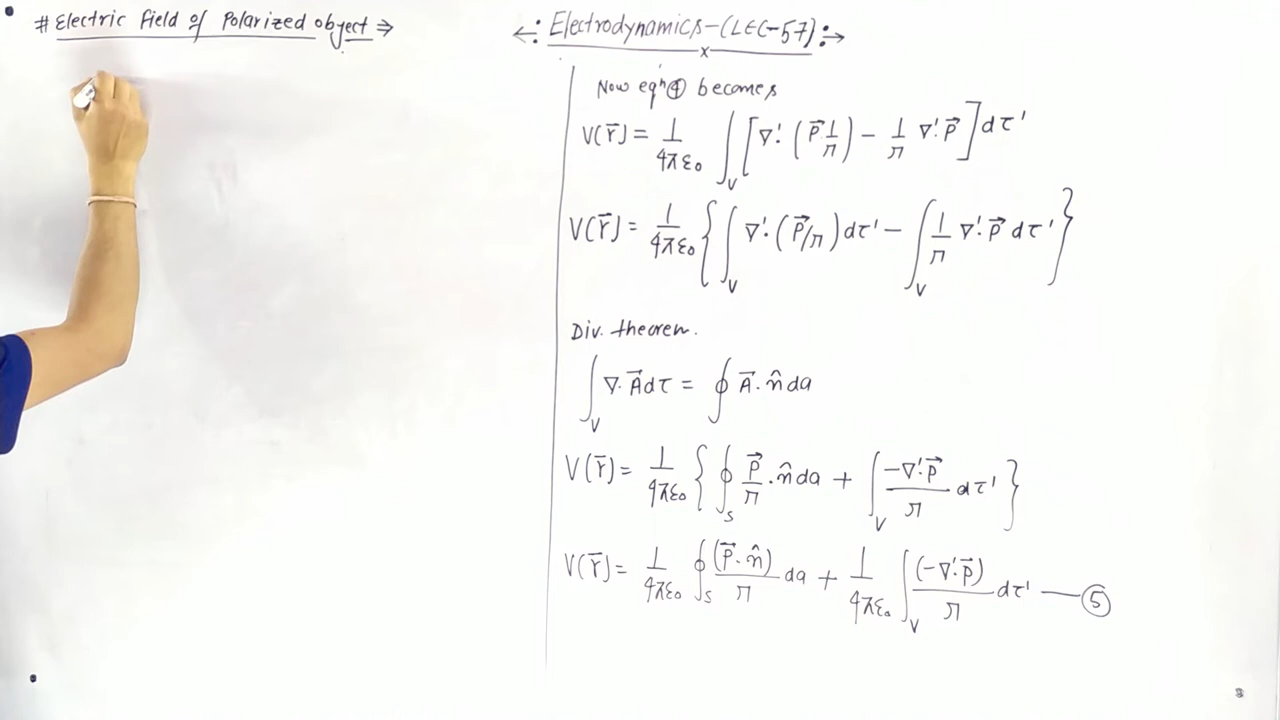 # Electric field of Polarized object ⇒
←: Electrodynamics-(LEC-57) :→
x
Now eqⁿ④ becomes
V(r̄) = 1/4πε₀ ∫_V [∇'·(P⃗ 1/r) − 1/r ∇'·P⃗] dτ'
V(r̄) = 1/4πε₀ { ∫_V ∇'·(P⃗/r) dτ' − ∫_V 1/r ∇'·P⃗ dτ' }
Div. theorem.
∫_V ∇·A⃗ dτ = ∮ A⃗·n̂ da
V(r̄) = 1/4πε₀ { ∮_S P⃗/r · n̂ da + ∫_V −∇'·P⃗/r dτ' }
V(r̄) = 1/4πε₀ ∮_S (P⃗·n̂)/r da + 1/4πε₀ ∫_V (−∇'·P⃗)/r dτ' — ⑤